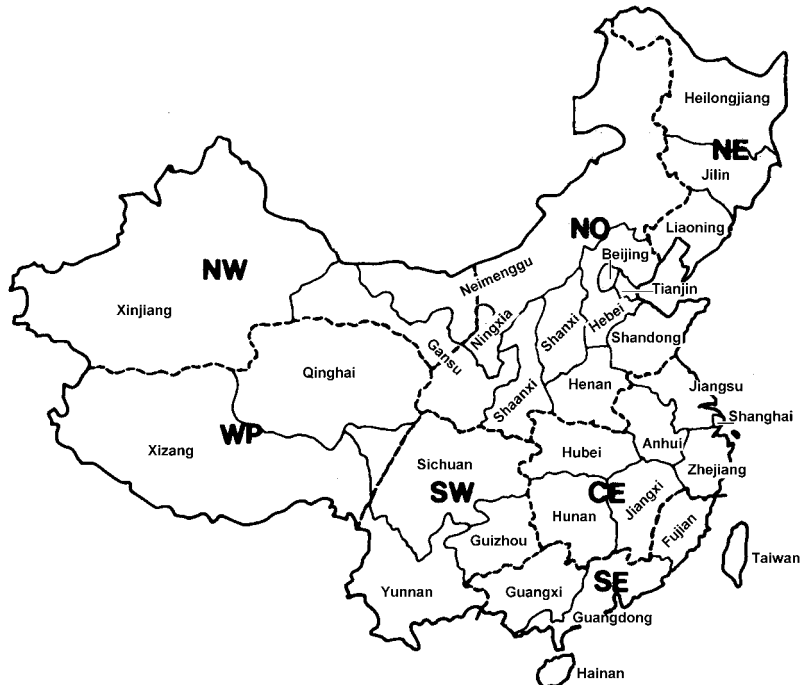 Heilongjiang
NE
Jilin
NO
Liaoning
Beijing
NW
Neimenggu
Tianjin
Xinjiang
Ningxia
Shanxi
Hebei
Shandong
Gansu
Qinghai
Henan
Jiangsu
Shaanxi
Shanghai
WP
Xizang
Hubei
Anhui
Sichuan
Zhejiang
SW
CE
Jiangxi
Hunan
Fujian
Guizhou
Taiwan
SE
Yunnan
Guangxi
Guangdong
Hainan